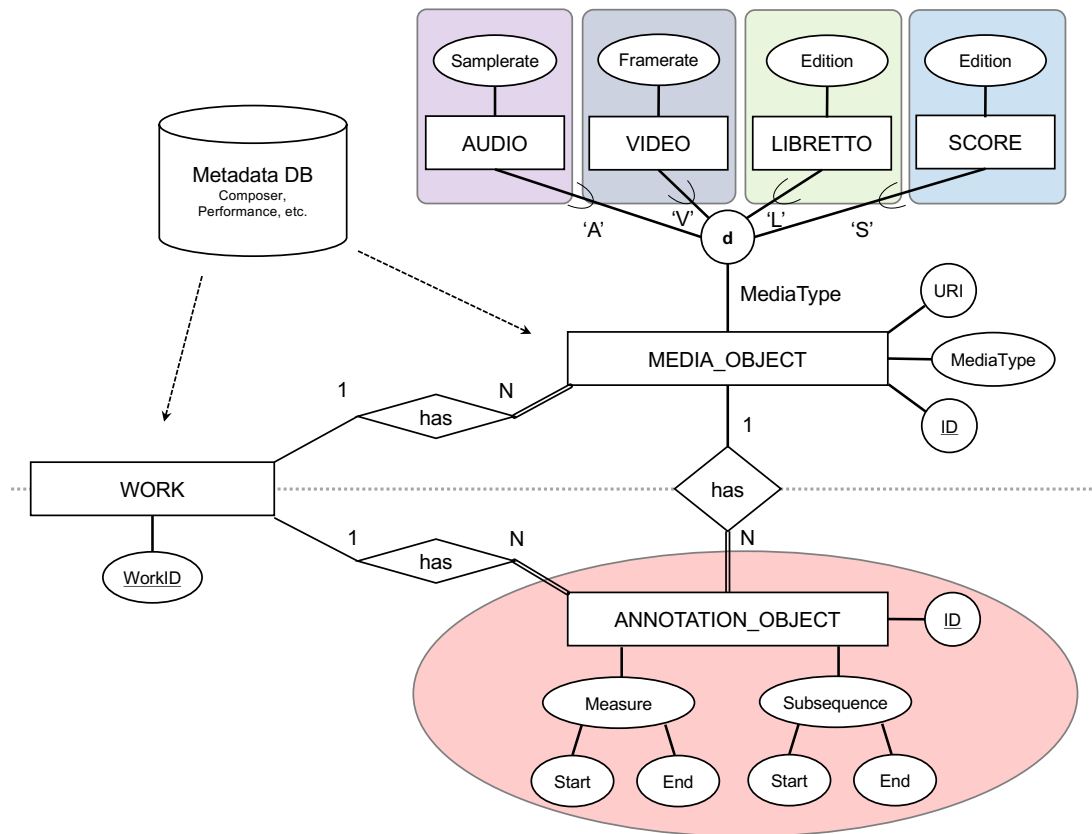 Samplerate
Framerate
Edition
Edition
AUDIO
VIDEO
LIBRETTO
SCORE
Metadata DB
Composer,
Performance, etc.
‘A’
‘V’
‘L’
‘S’
d
MediaType
URI
MEDIA_OBJECT
MediaType
ID
1
N
has
1
WORK
has
WorkID
1
N
has
N
ANNOTATION_OBJECT
ID
Measure
Subsequence
Start
End
Start
End